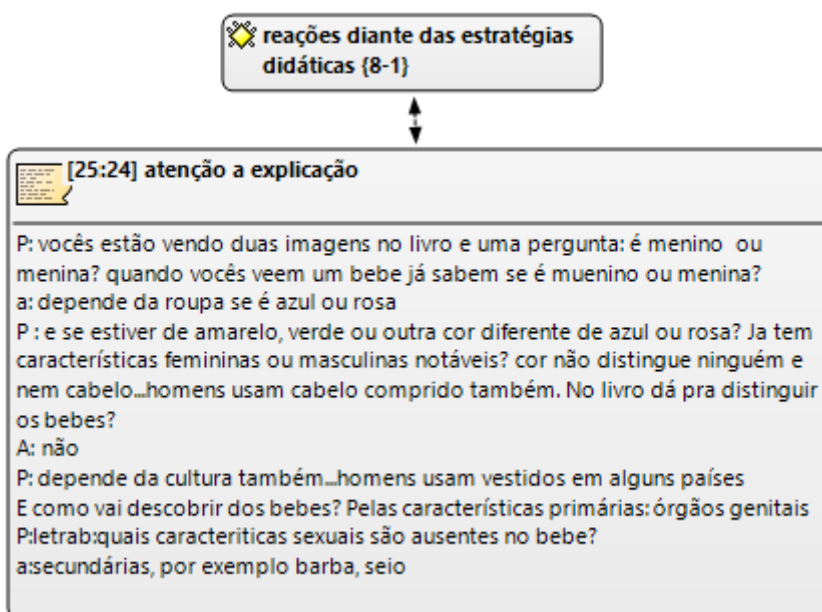 reações diante das estratégias
didáticas {8-1}
[25:24] atenção a explicação
P: vocês estão vendo duas imagens no livro e uma pergunta: é menino ou
menina? quando vocês veem um bebe já sabem se é muenino ou menina?
a: depende da roupa se é azul ou rosa
P : e se estiver de amarelo, verde ou outra cor diferente de azul ou rosa? Ja tem
características femininas ou masculinas notáveis? cor não distingue ninguém e
nem cabelo...homens usam cabelo comprido também. No livro dá pra distinguir
os bebes?
A: não
P: depende da cultura também...homens usam vestidos em alguns países
E como vai descobrir dos bebes? Pelas características primárias: órgãos genitais
P:letrab:quais caracteriticas sexuais são ausentes no bebe?
a:secundárias, por exemplo barba, seio